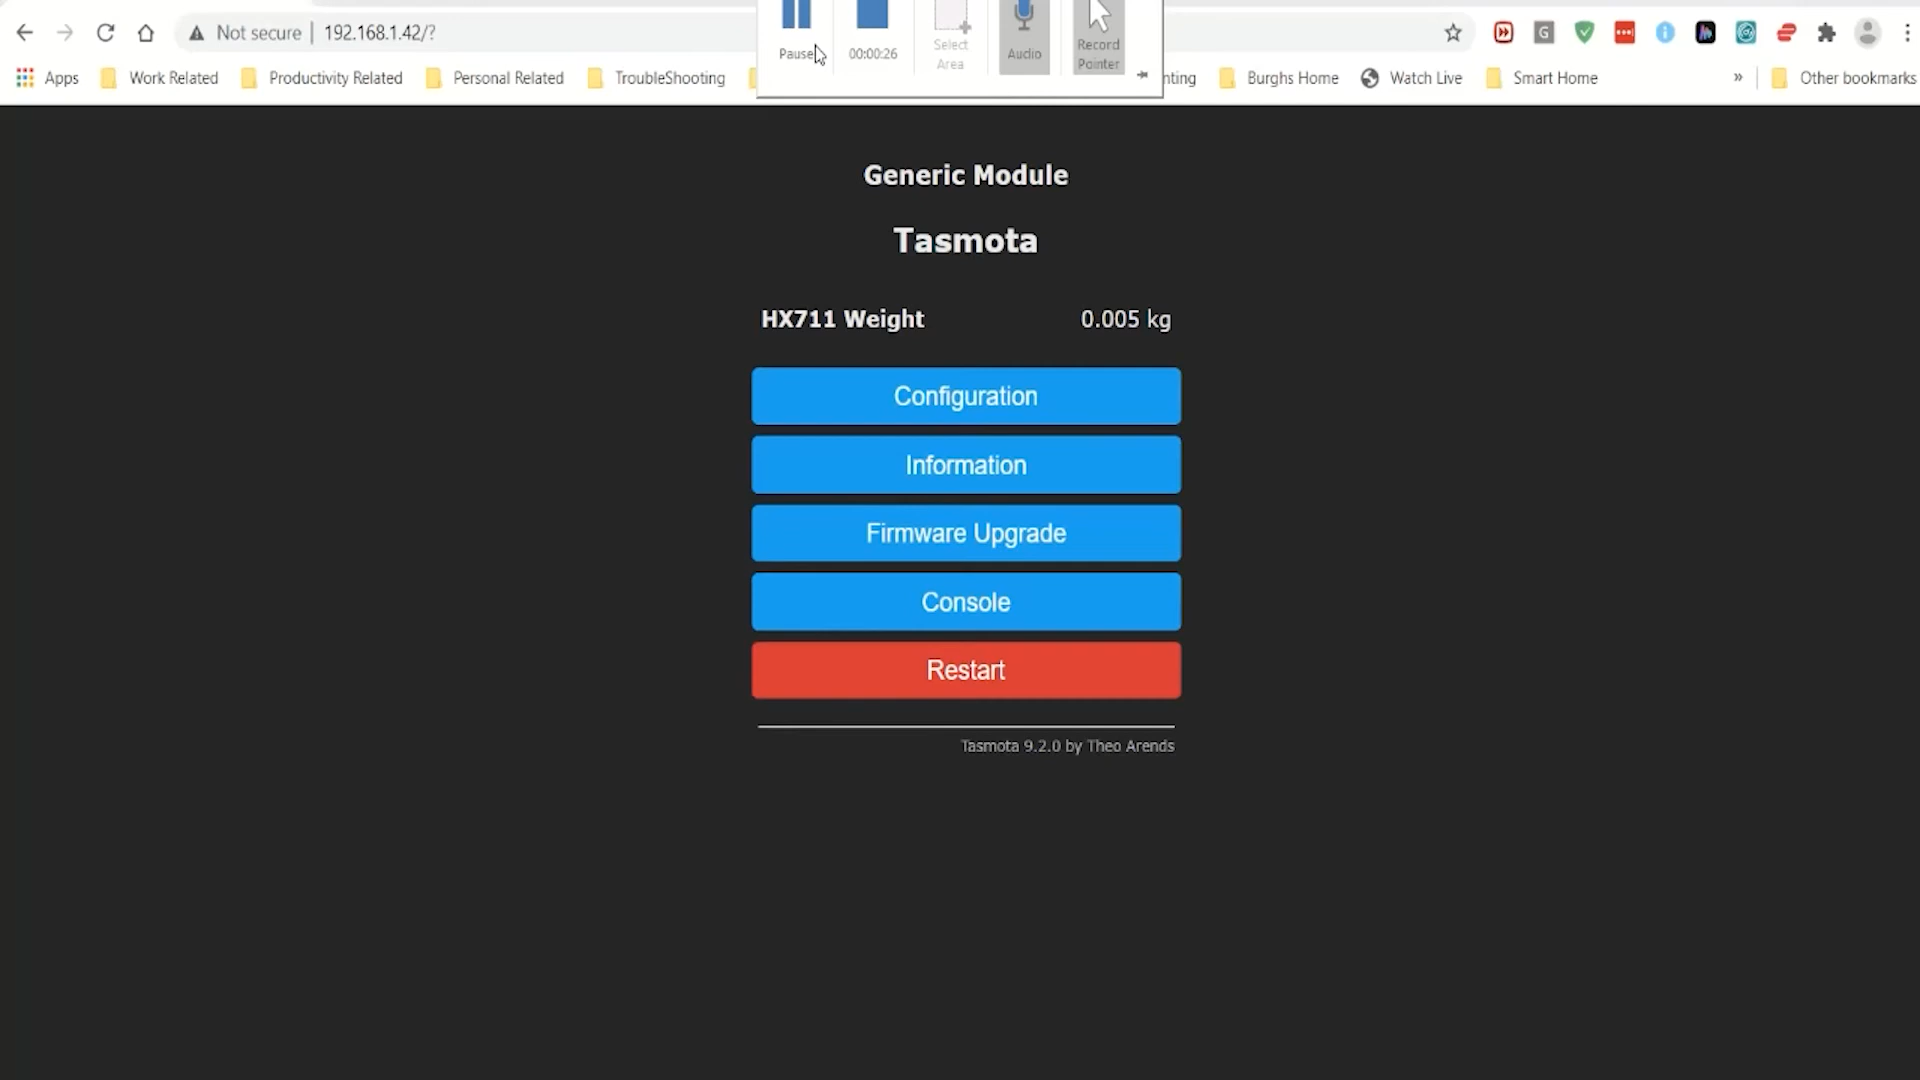 Not secure | 192.168.1.42/?
Pause
00:00:26
Select
Area
Audio
Record
Pointer
Apps
Work Related
Productivity Related
Personal Related
TroubleShooting
nting
Burghs Home
Watch Live
Smart Home
»
Other bookmarks
Generic Module
Tasmota
HX711 Weight 0.005 kg
Configuration
Information
Firmware Upgrade
Console
Restart
Tasmota 9.2.0 by Theo Arends